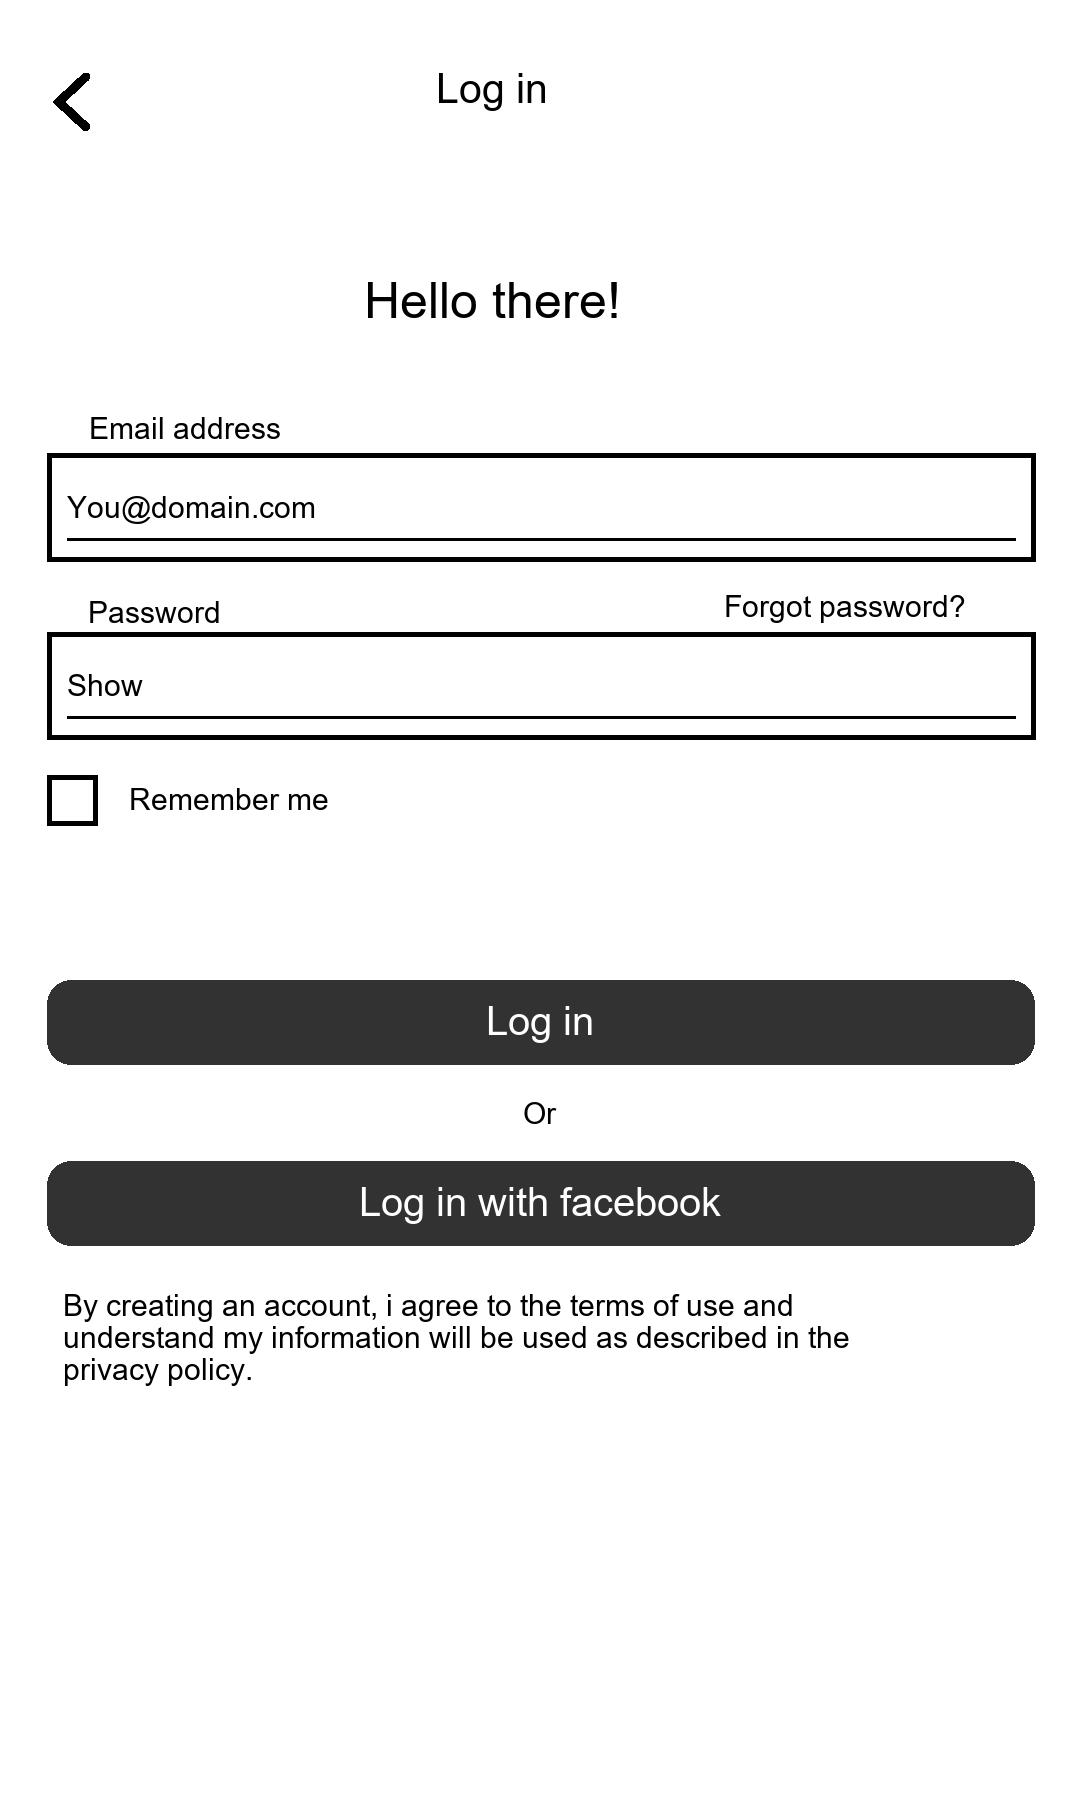 Log in
Hello there!
Email address
You@domain.com
Password
Forgot password?
Show
Remember me
Log in
Or
Log in with facebook
By creating an account, i agree to the terms of use and
understand my information will be used as described in the
privacy policy.